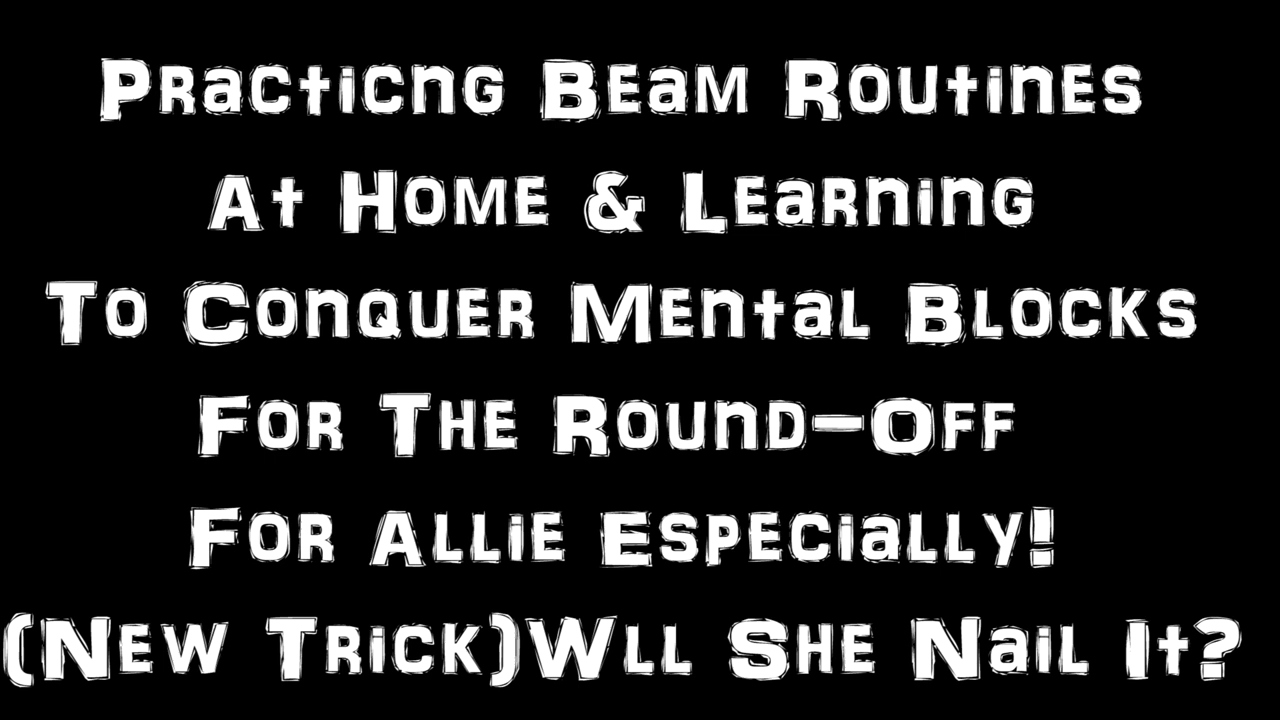 Practicng Beam Routines
At Home & Learning
To Conquer Mental Blocks
For The Round-Off
For Allie Especially!
(New Trick)Wll She Nail It?